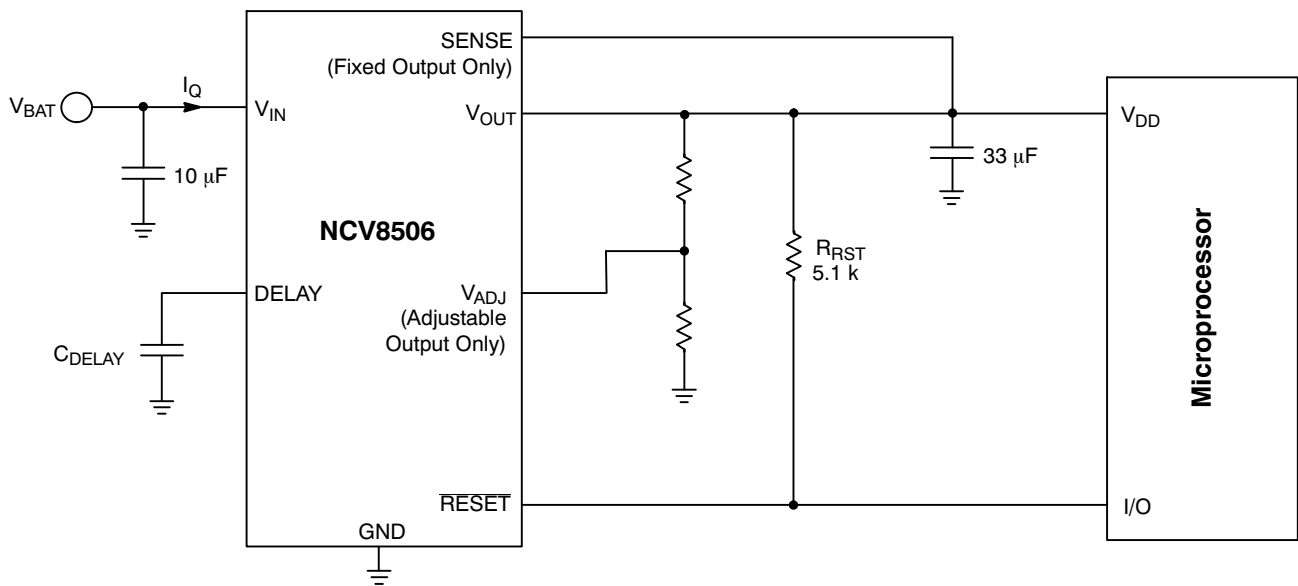 SENSE
(Fixed Output Only)
V_BAT
I_Q
V_IN
V_OUT
V_DD
10 μF
33 μF
NCV8506
R_RST
5.1 k
DELAY
V_ADJ
(Adjustable
Output Only)
C_DELAY
Microprocessor
RESET
I/O
GND